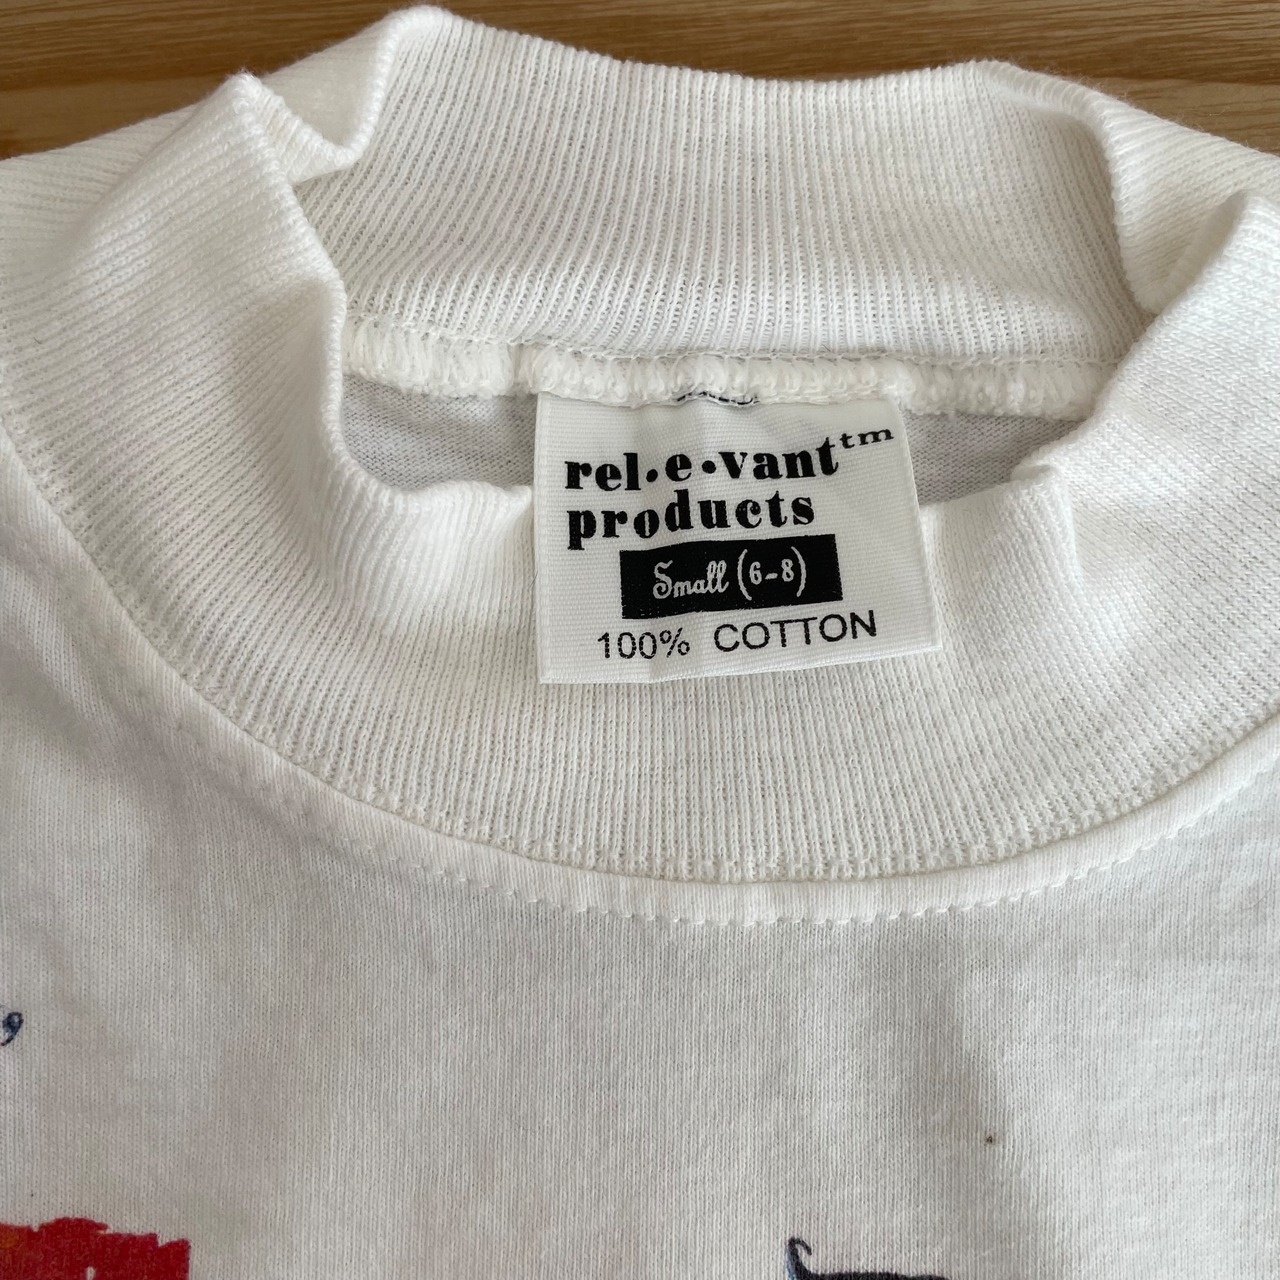 rel•e•vant™
products
Small (6-8)
100% COTTON